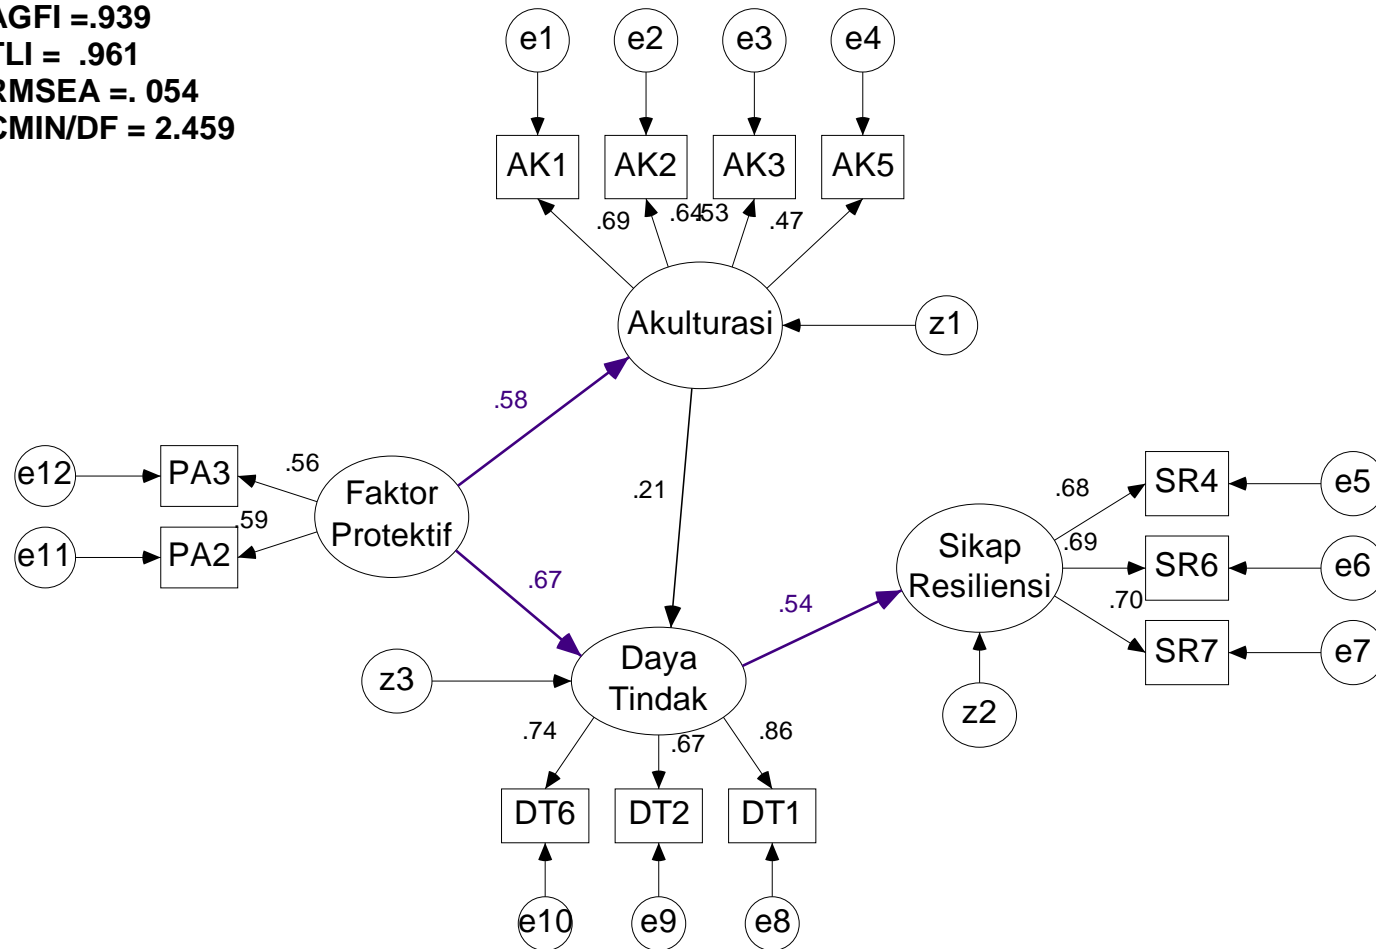 AGFI =.939
TLI = .961
RMSEA =. 054
CMIN/DF = 2.459
e1
e2
e3
e4
AK1
AK2
AK3
AK5
.69
.64
.53
.47
Akulturasi
z1
.58
e12
PA3
.56
Faktor
Protektif
.59
e11
PA2
.21
.67
.68
SR4
e5
Sikap
Resiliensi
.69
SR6
e6
.70
SR7
e7
.54
z2
z3
Daya
Tindak
.74
.67
.86
DT6
DT2
DT1
e10
e9
e8